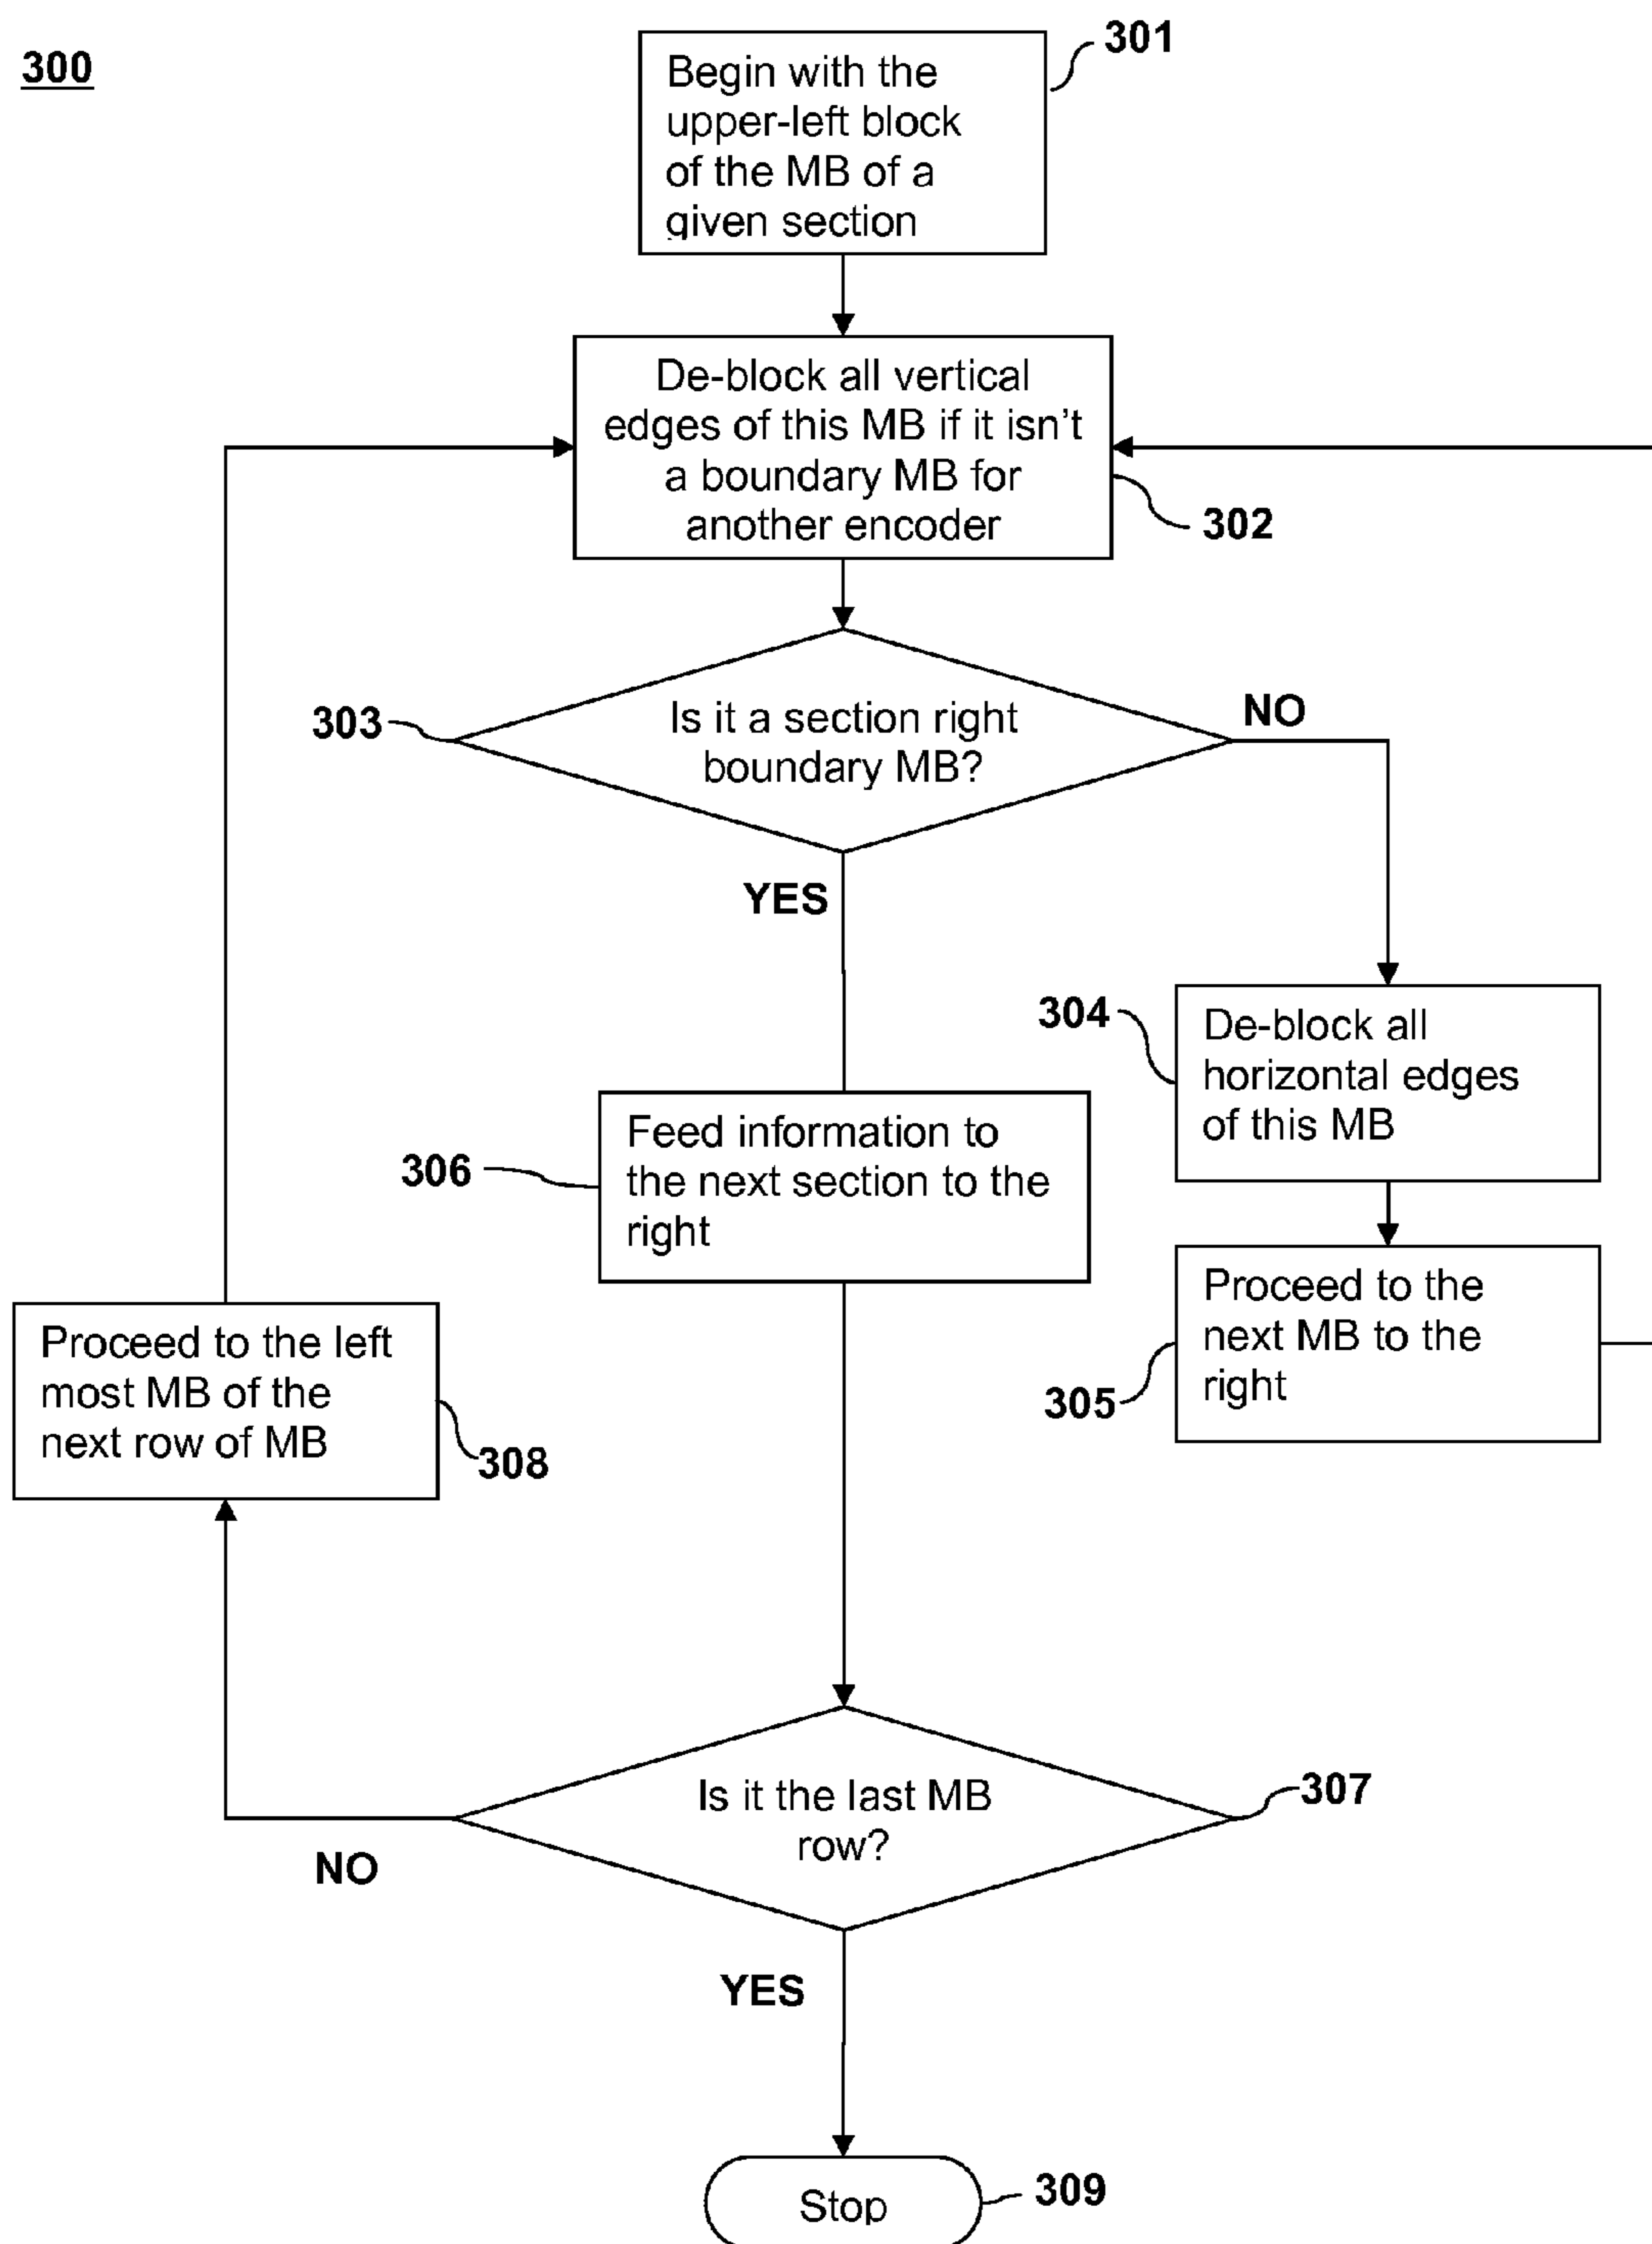 300
301
Begin with the
upper-left block
of the MB of a
given section
De-block all vertical
edges of this MB if it isn't
a boundary MB for
another encoder
302
303
Is it a section right
boundary MB?
NO
YES
304
De-block all
horizontal edges
of this MB
306
Feed information to
the next section to the
right
305
Proceed to the
next MB to the
right
Proceed to the left
most MB of the
next row of MB
308
Is it the last MB
row?
307
NO
YES
Stop
309